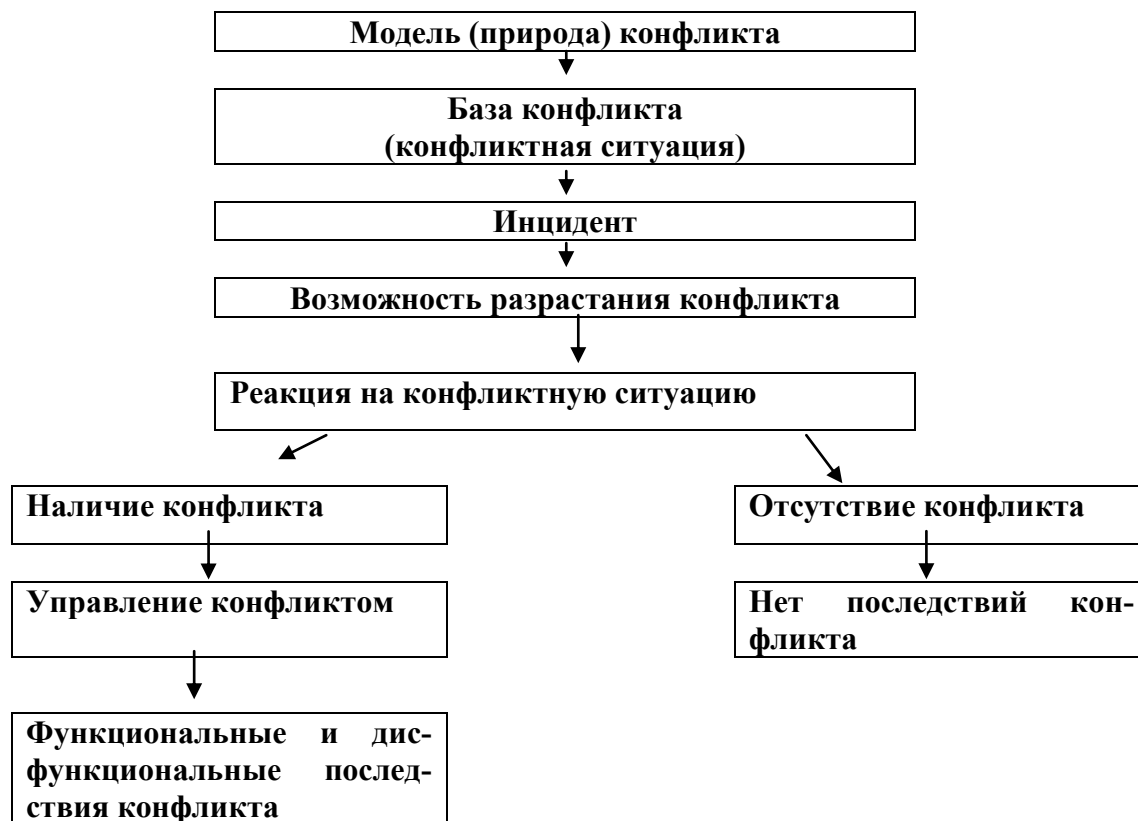 Модель (природа) конфликта
База конфликта
(конфликтная ситуация)
Инцидент
Возможность разрастания конфликта
Реакция на конфликтную ситуацию
Наличие конфликта
Отсутствие конфликта
Управление конфликтом
Нет последствий кон-
фликта
Функциональные и дис-
функциональные послед-
ствия конфликта